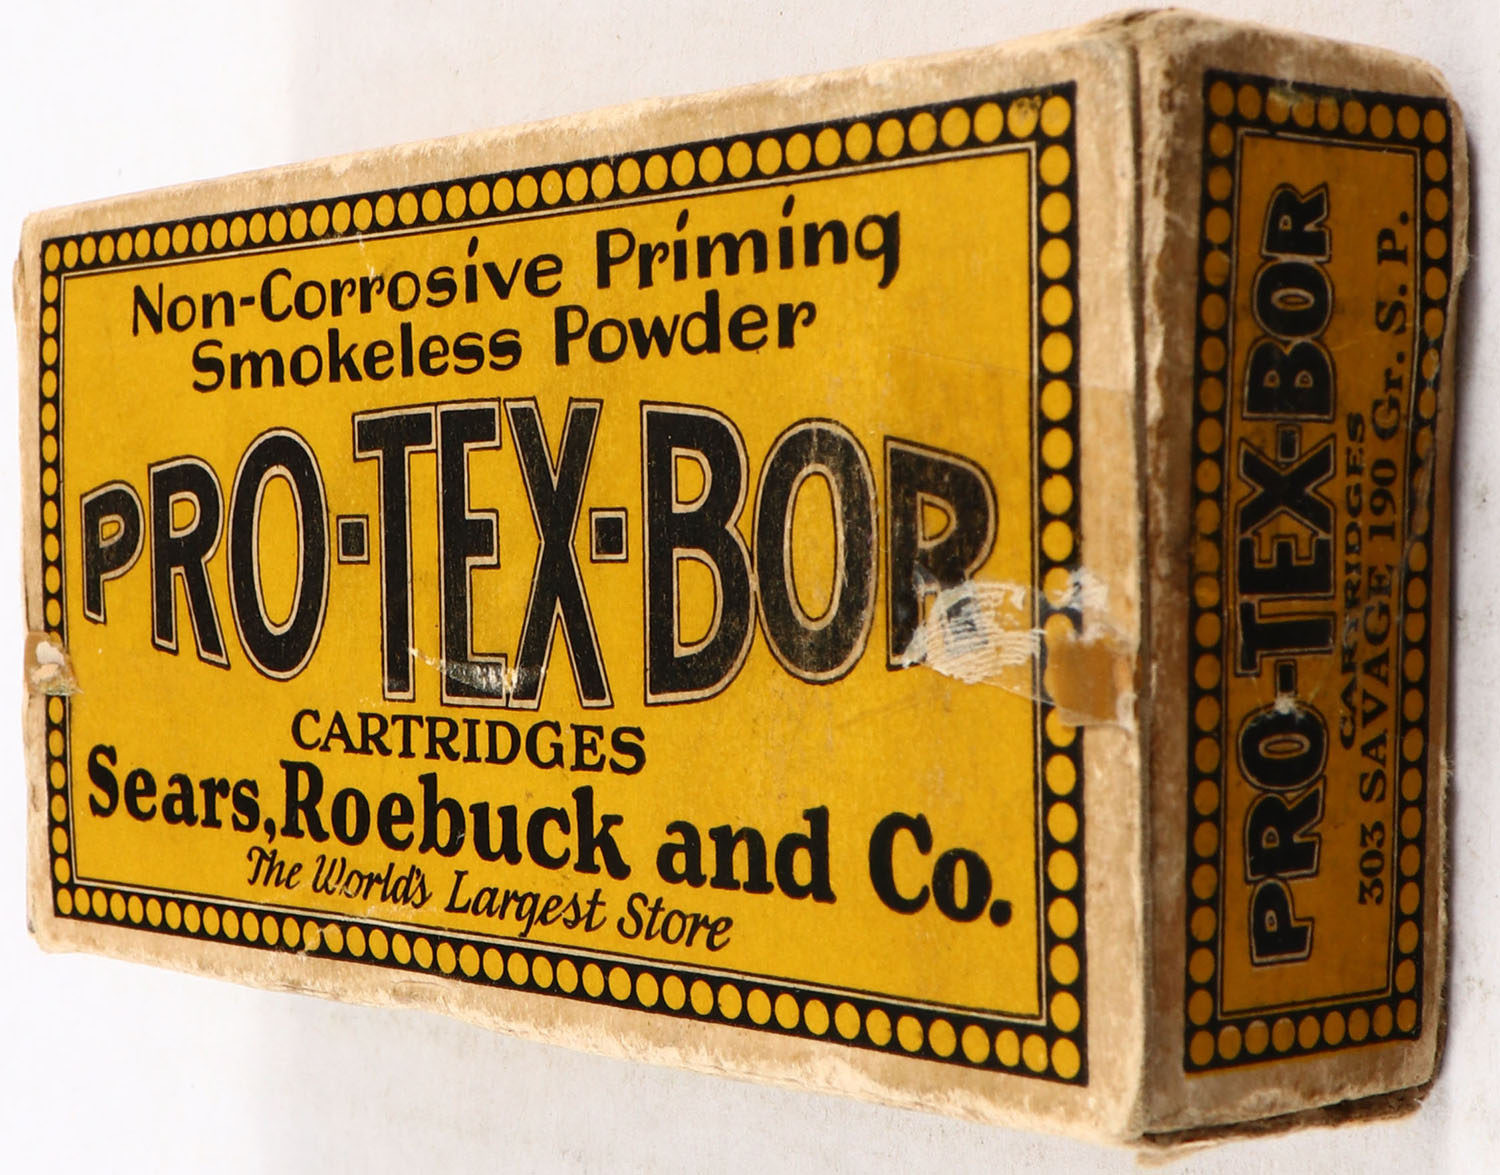 Non-Corrosive Priming
Smokeless Powder
PRO-TEX-BOR
CARTRIDGES
Sears, Roebuck and Co.
The World's Largest Store
PRO-TEX-BOR
CARTRIDGES
303 SAVAGE 190 Gr. S. P.